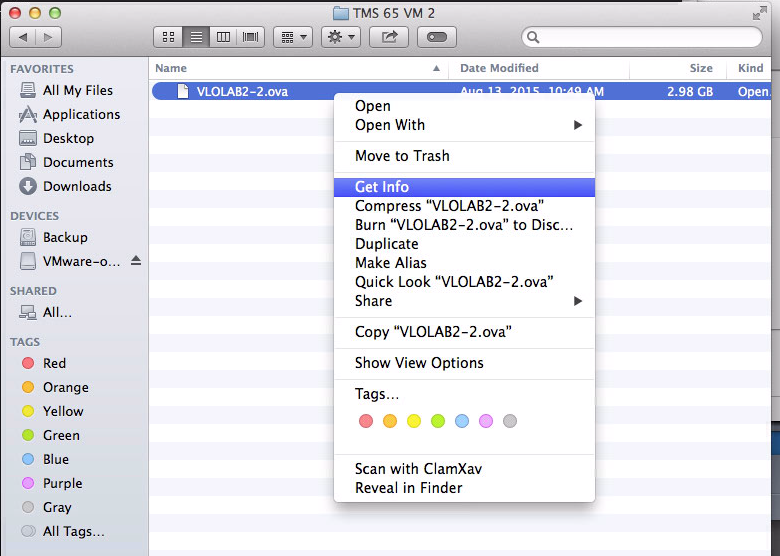 TMS 65 VM 2
FAVORITES
All My Files
Applications
Desktop
Documents
Downloads
DEVICES
Backup
VMware-o...
SHARED
All...
TAGS
Red
Orange
Yellow
Green
Blue
Purple
Gray
All Tags...
Name Date Modified Size Kind
VLOLAB2-2.ova Aug 13, 2015, 10:49 AM 2.98 GB Open.
Open
Open With
Move to Trash
Get Info
Compress “VLOLAB2-2.ova”
Burn “VLOLAB2-2.ova” to Disc...
Duplicate
Make Alias
Quick Look “VLOLAB2-2.ova”
Share
Copy “VLOLAB2-2.ova”
Show View Options
Tags...
Scan with ClamXav
Reveal in Finder